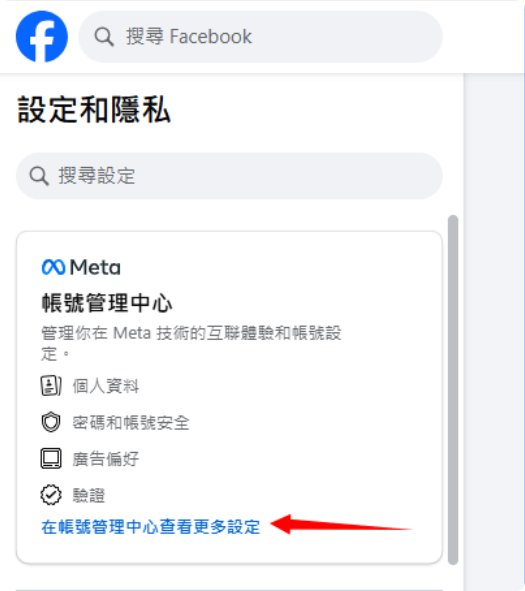 搜尋 Facebook
設定和隱私
搜尋設定
Meta
帳號管理中心
管理你在 Meta 技術的互聯體驗和帳號設
定。
個人資料
密碼和帳號安全
廣告偏好
驗證
在帳號管理中心查看更多設定